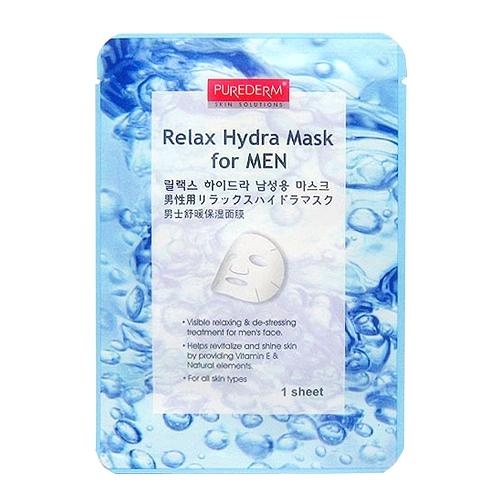 PUREDERM®
SKIN SOLUTIONS
Relax Hydra Mask
for MEN
릴랙스 하이드라 남성용 마스크
男性用リラックスハイドラマスク
男士舒暖保湿面膜
• Visible relaxing & de-stressing
treatment for men's face.
• Helps revitalize and shine skin
by providing Vitamin E &
Natural elements.
• For all skin types
1 sheet